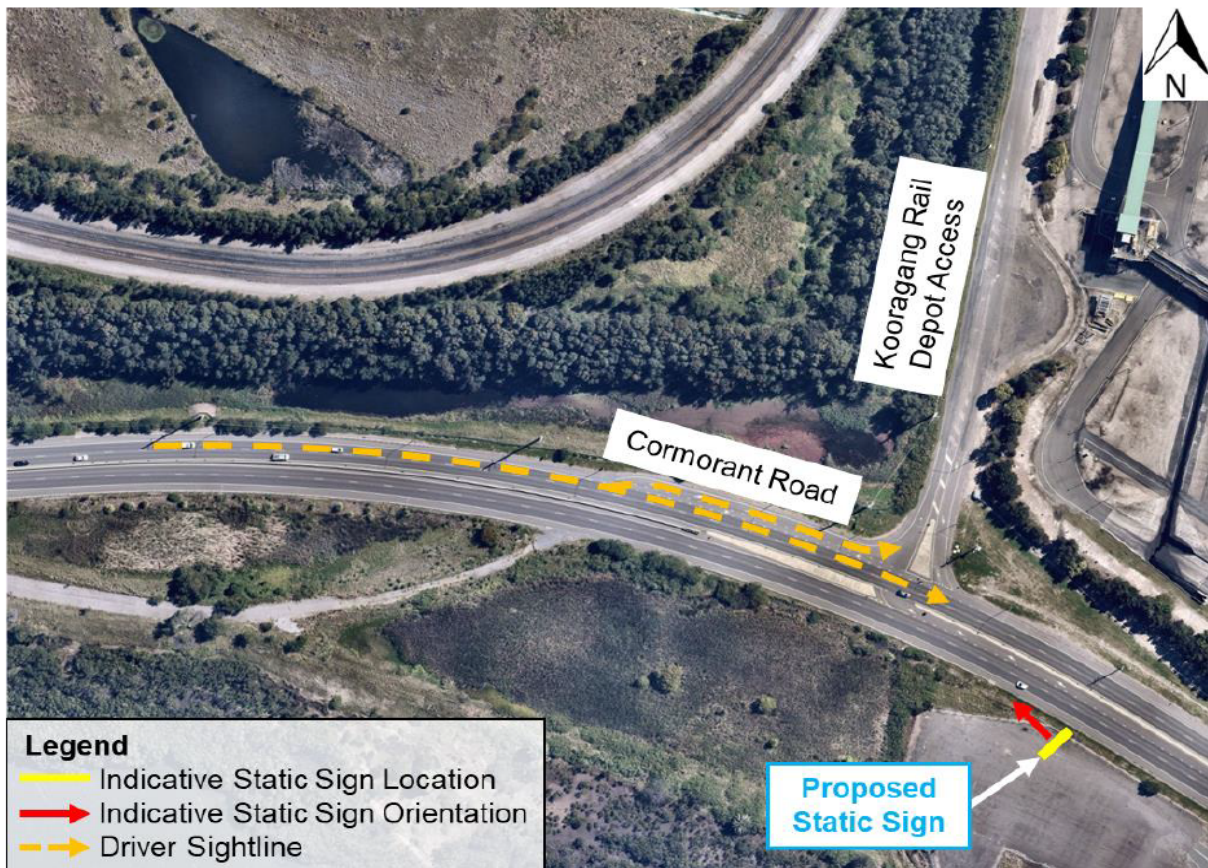 N
Kooragang Rail
Depot Access
Cormorant Road
Legend
Indicative Static Sign Location
Indicative Static Sign Orientation
Driver Sightline
Proposed
Static Sign